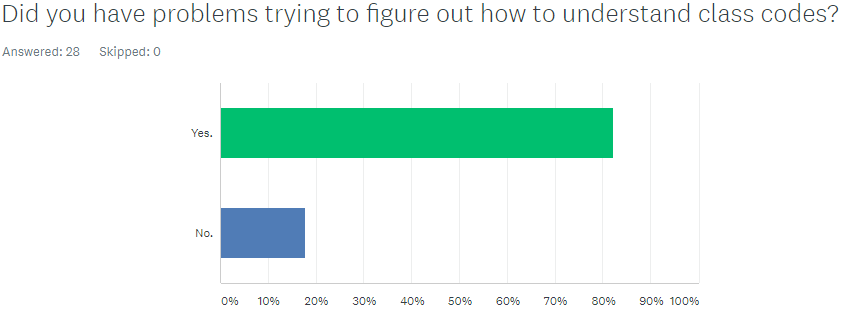 Did you have problems trying to figure out how to understand class codes?
Answered: 28 Skipped: 0
Yes.
No.
0% 10% 20% 30% 40% 50% 60% 70% 80% 90% 100%